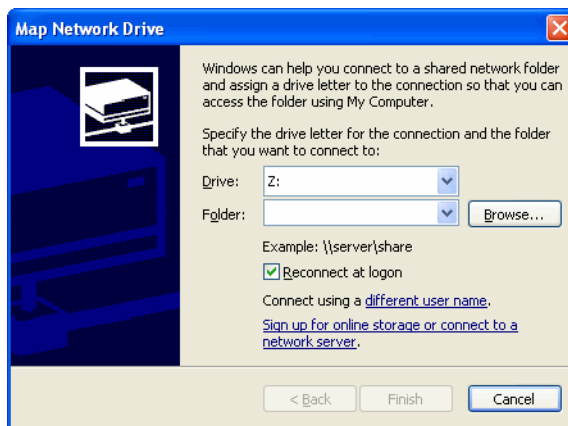 Map Network Drive
Windows can help you connect to a shared network folder
and assign a drive letter to the connection so that you can
access the folder using My Computer.
Specify the drive letter for the connection and the folder
that you want to connect to:
Drive: Z:
Folder: Browse...
Example: \\server\share
Reconnect at logon
Connect using a different user name.
Sign up for online storage or connect to a
network server.
< Back Finish Cancel